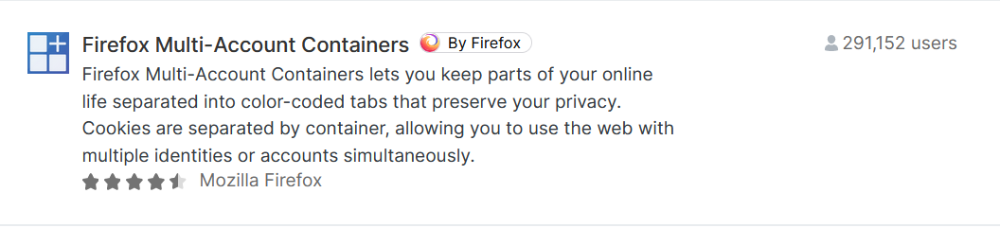 Firefox Multi-Account Containers By Firefox 291,152 users
Firefox Multi-Account Containers lets you keep parts of your online
life separated into color-coded tabs that preserve your privacy.
Cookies are separated by container, allowing you to use the web with
multiple identities or accounts simultaneously.
Mozilla Firefox